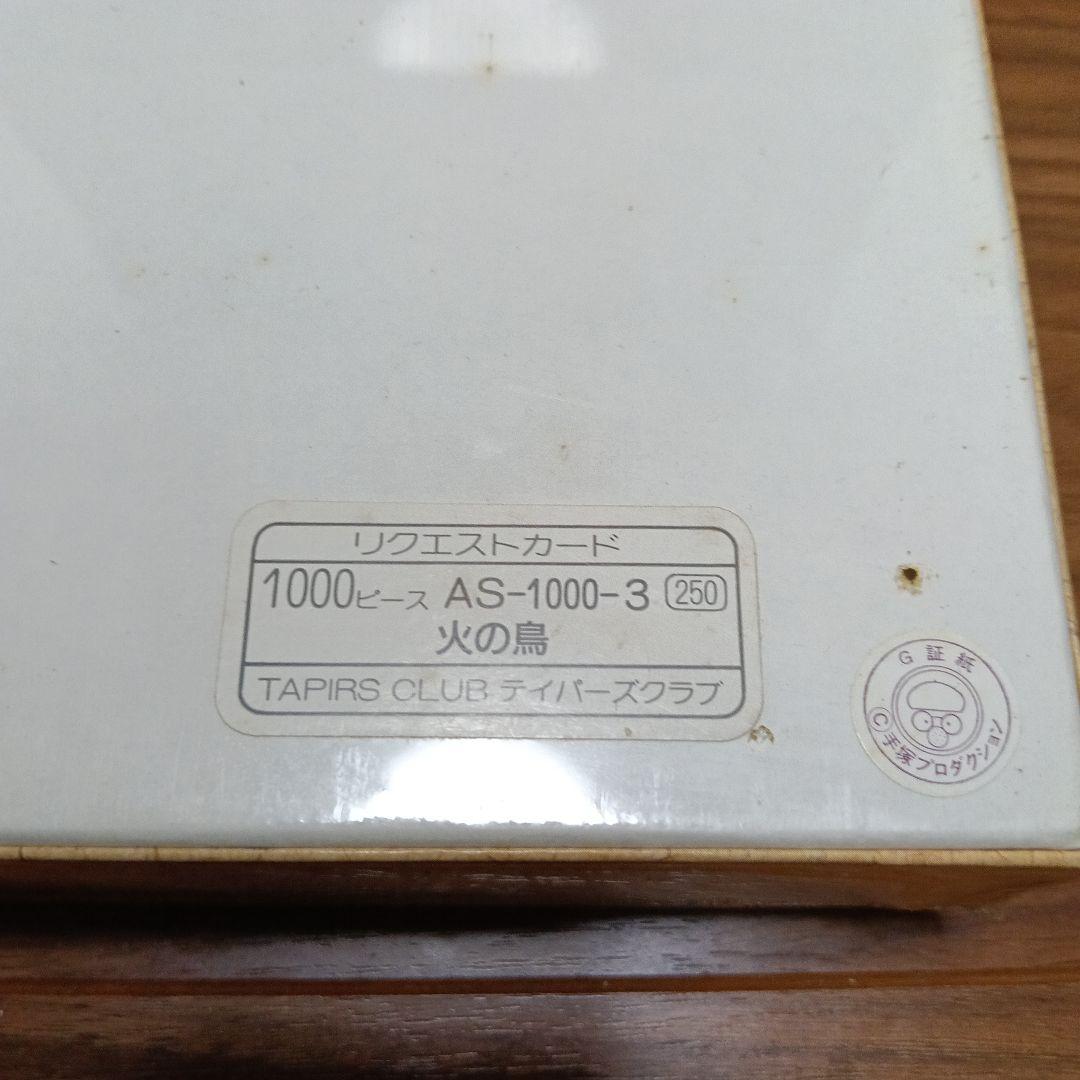 リクエストカード
1000ピース AS-1000-3 250
火の鳥
TAPIRS CLUB テイパーズクラブ
G証紙
©手塚プロダクション